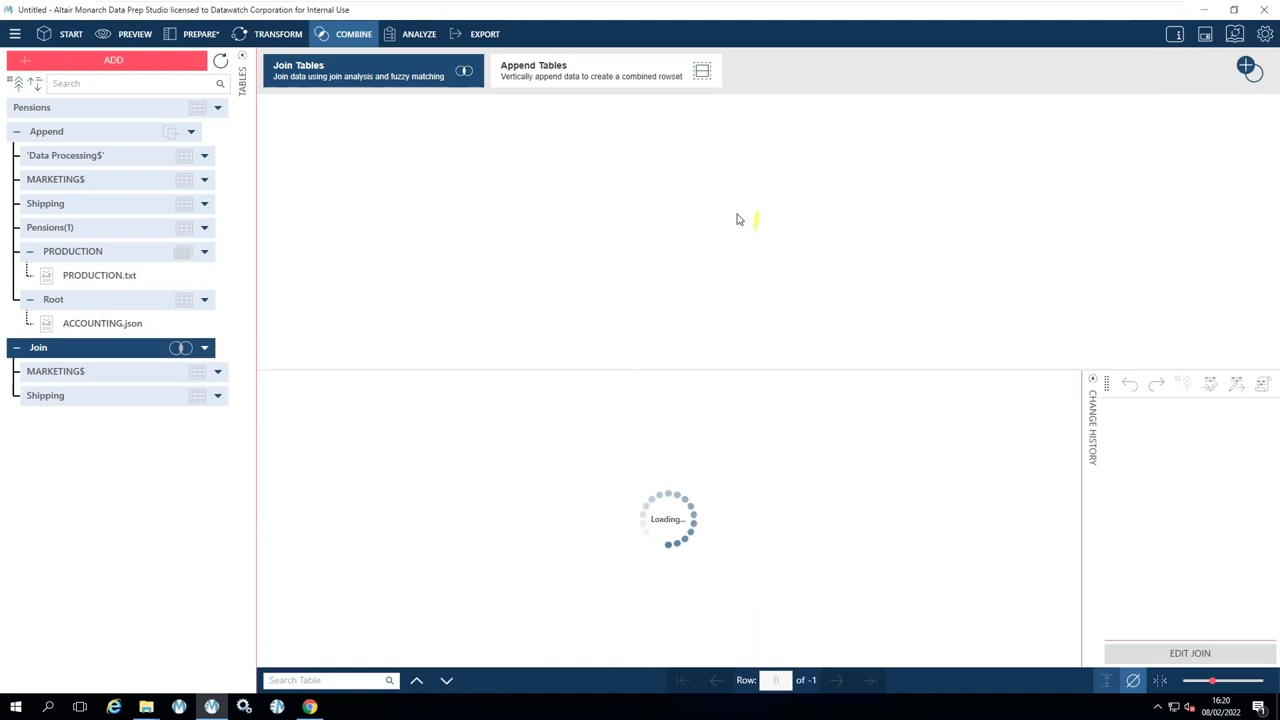 Untitled - Altair Monarch Data Prep Studio licensed to Datawatch Corporation for Internal Use
START
PREVIEW
PREPARE*
TRANSFORM
COMBINE
ANALYZE
EXPORT
ADD
Search
TABLES
Join Tables
Join data using join analysis and fuzzy matching
Append Tables
Vertically append data to create a combined rowset
Pensions
Append
'Data Processing$'
MARKETING$
Shipping
Pensions(1)
PRODUCTION
PRODUCTION.txt
Root
ACCOUNTING.json
Join
MARKETING$
Shipping
Loading...
CHANGE HISTORY
EDIT JOIN
Search Table
Row: 0 of -1
16:20
08/02/2022